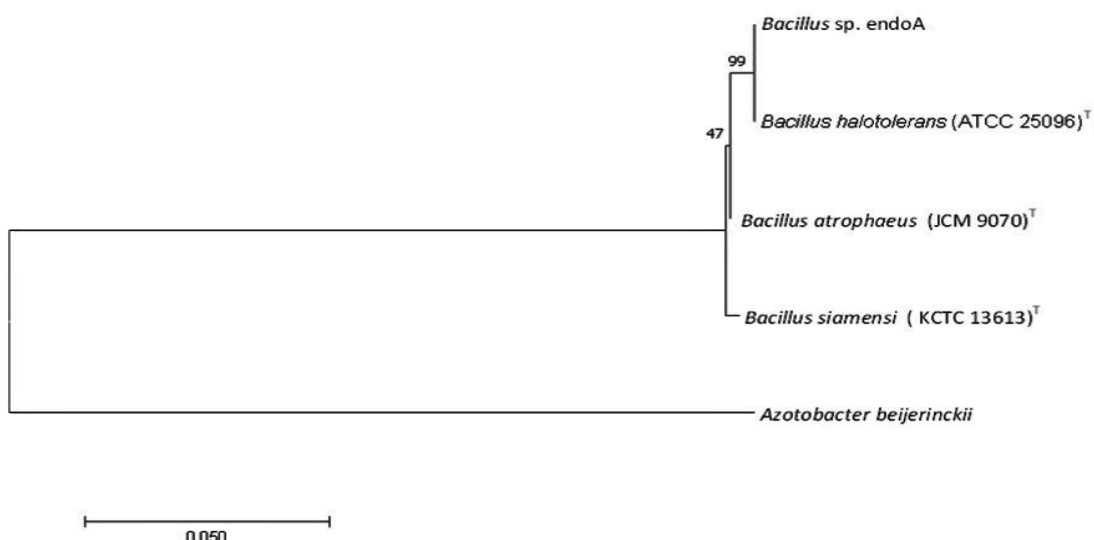 Bacillus sp. endoA
99
Bacillus halotolerans (ATCC 25096)ᵀ
47
Bacillus atrophaeus (JCM 9070)ᵀ
Bacillus siamensi ( KCTC 13613)ᵀ
Azotobacter beijerinckii
0.050